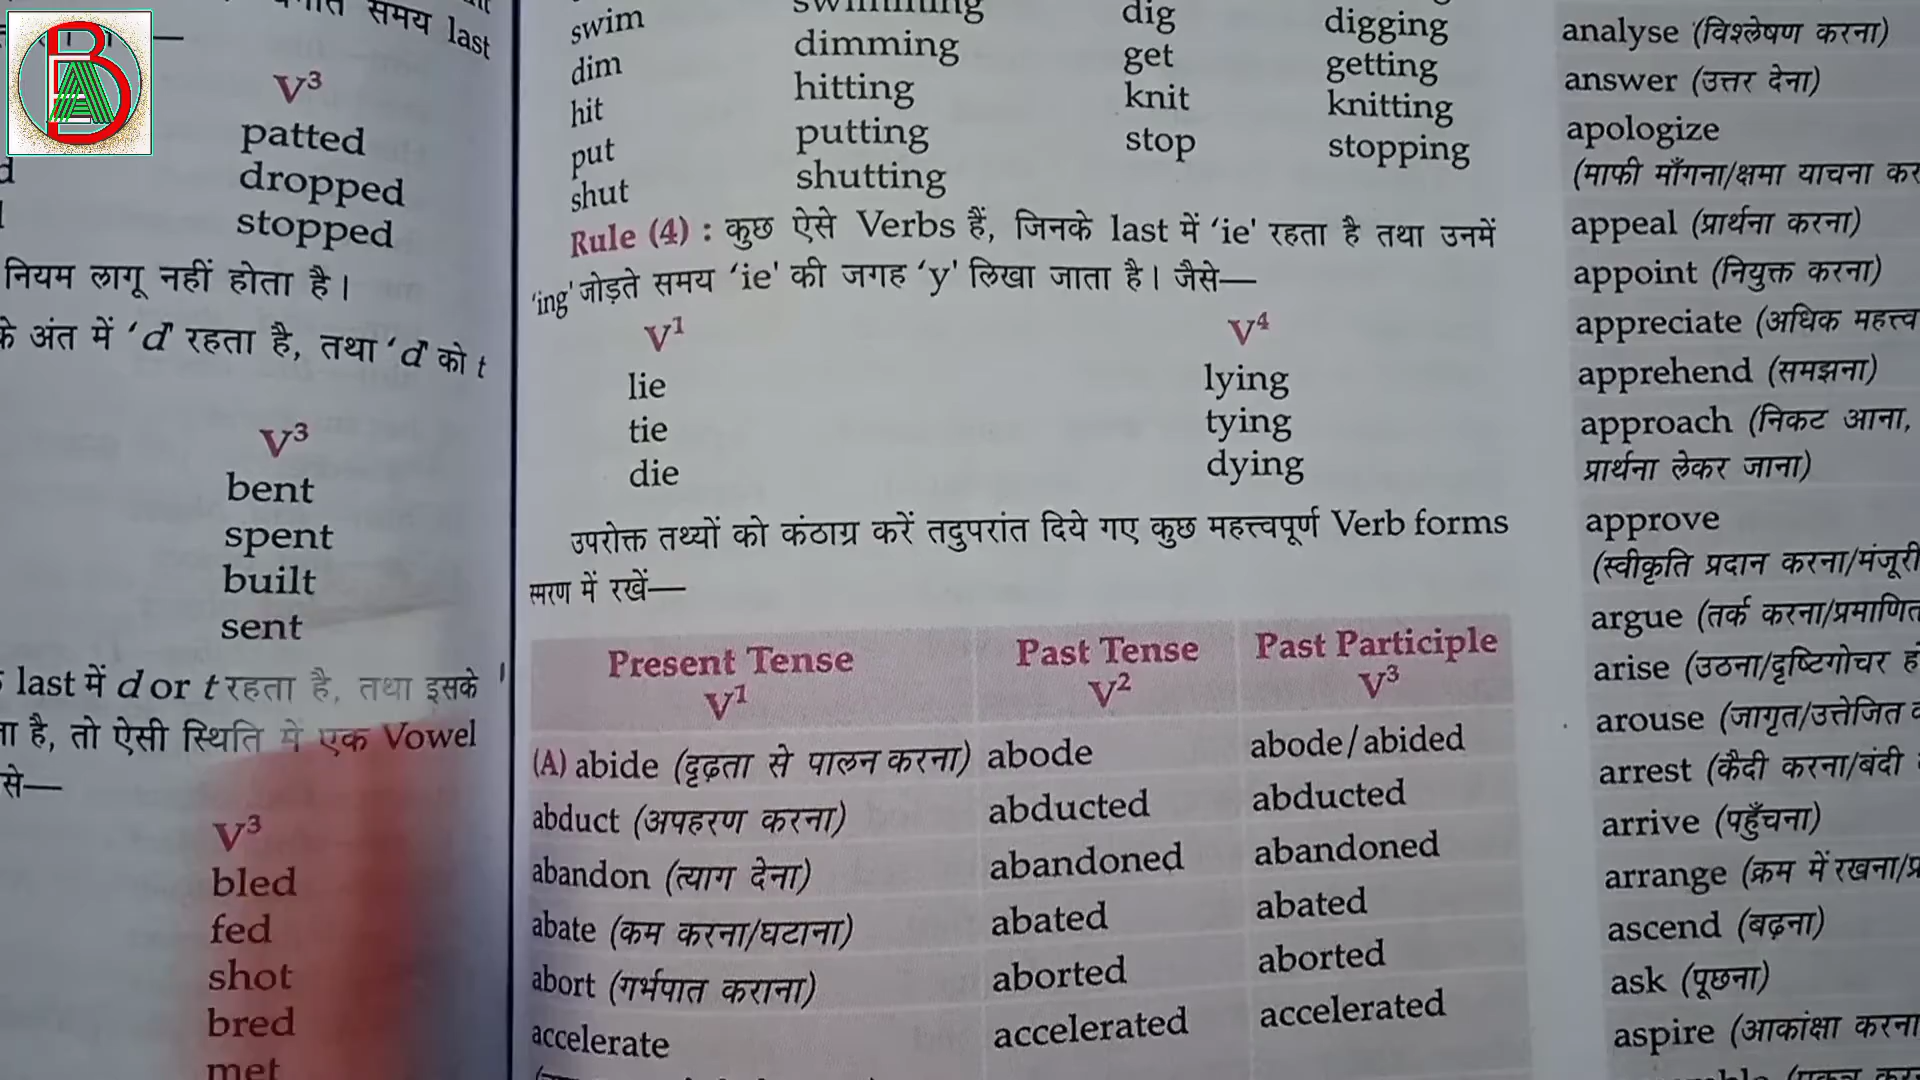 समय last
V³
patted
dropped
stopped
नियम लागू नहीं होता है।
के अंत में ‘d’ रहता है, तथा ‘d’ को t
V³
bent
spent
built
sent
last में d or t रहता है, तथा इसके
है, तो ऐसी स्थिति में एक Vowel
से—
V³
bled
fed
shot
bred
met
swim swimming dig digging
dim dimming get getting
hit hitting knit knitting
put putting stop stopping
shut shutting
Rule (4) : कुछ ऐसे Verbs हैं, जिनके last में ‘ie' रहता है तथा उनमें
‘ing' जोड़ते समय ‘ie' की जगह ‘y' लिखा जाता है। जैसे—
V¹ V⁴
lie lying
tie tying
die dying
उपरोक्त तथ्यों को कंठाग्र करें तदुपरांत दिये गए कुछ महत्त्वपूर्ण Verb forms
स्मरण में रखें—
Present Tense Past Tense Past Participle
V¹ V² V³
(A) abide (दृढ़ता से पालन करना) abode abode/abided
abduct (अपहरण करना) abducted abducted
abandon (त्याग देना) abandoned abandoned
abate (कम करना/घटाना) abated abated
abort (गर्भपात कराना) aborted aborted
accelerate accelerated accelerated
analyse (विश्लेषण करना)
answer (उत्तर देना)
apologize
(माफी माँगना/क्षमा याचना
appeal (प्रार्थना करना)
appoint (नियुक्त करना)
appreciate (अधिक महत्त्व
apprehend (समझना)
approach (निकट आना,
प्रार्थना लेकर जाना)
approve
(स्वीकृति प्रदान करना/मंजूरी
argue (तर्क करना/प्रमाणित
arise (उठना/दृष्टिगोचर
arouse (जागृत/उत्तेजित
arrest (कैदी करना/बंदी
arrive (पहुँचना)
arrange (क्रम में रखना/
ascend (बढ़ना)
ask (पूछना)
aspire (आकांक्षा करना